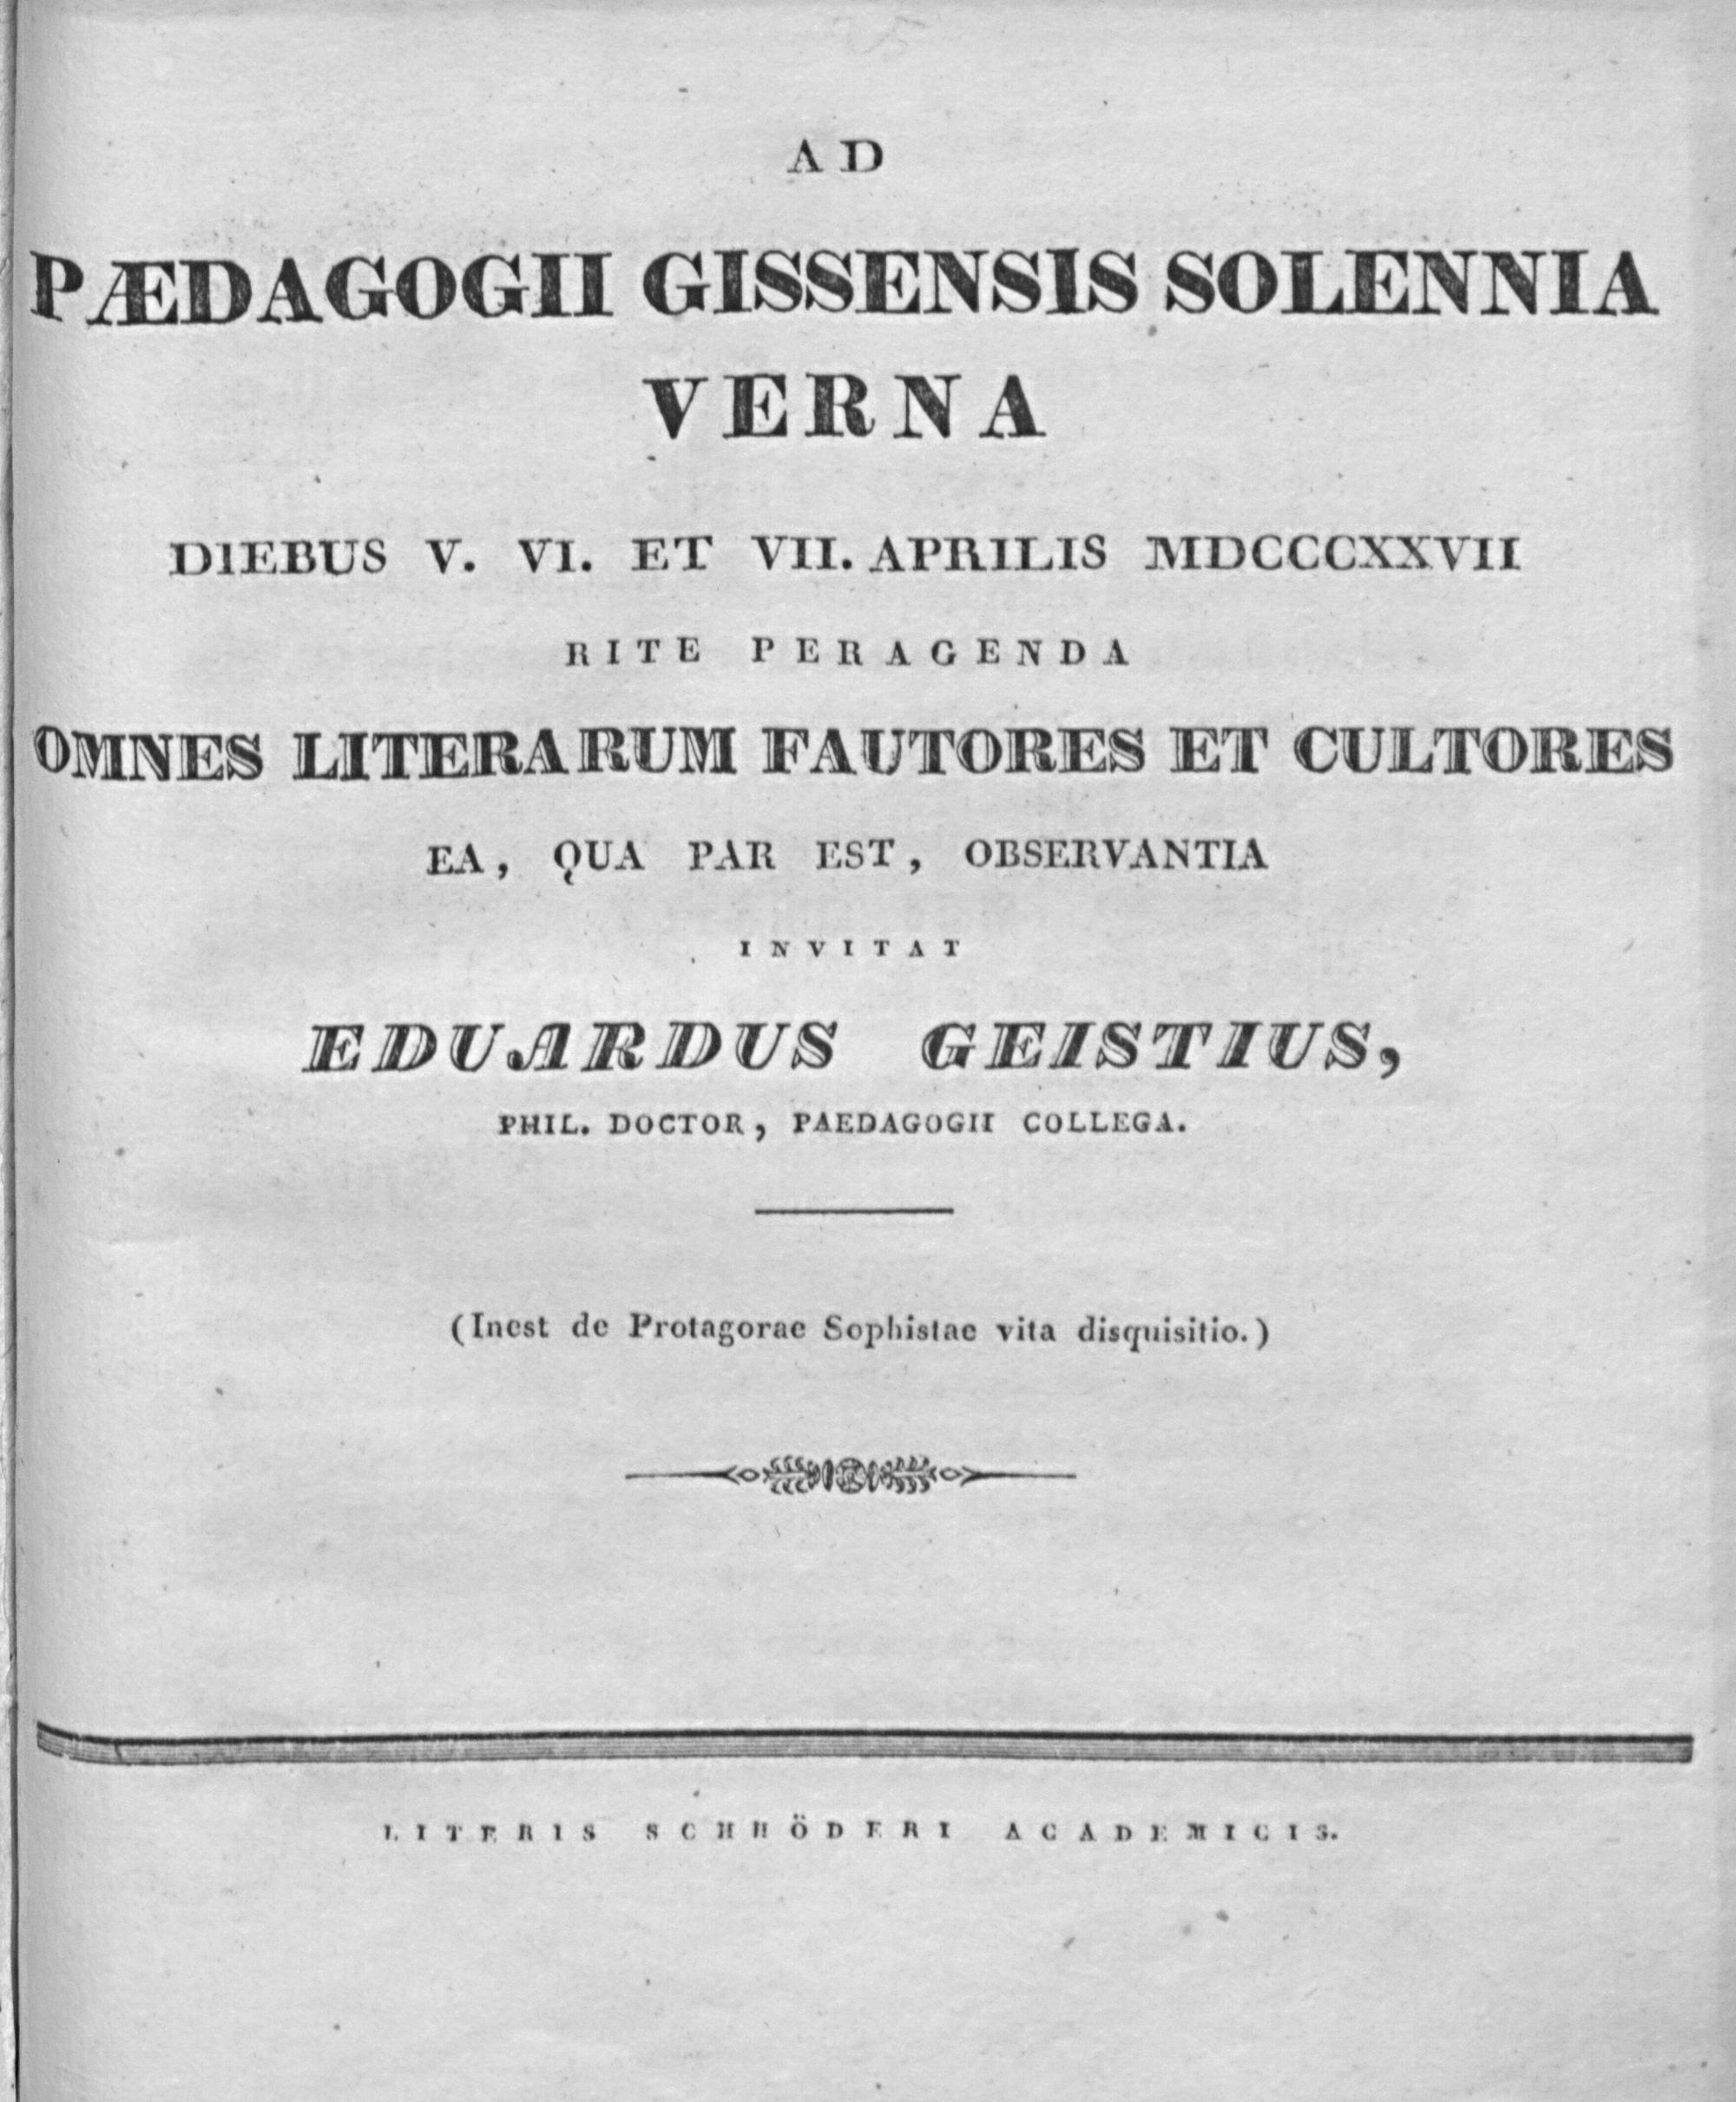 AD
PÆDAGOGII GISSENSIS SOLENNIA
VERNA
DIEBUS V. VI. ET VII. APRILIS MDCCCXXVII
RITE PERAGENDA
OMNES LITERARUM FAUTORES ET CULTORES
EA, QUA PAR EST, OBSERVANTIA
INVITAT
EDUARDUS GEISTIUS,
PHIL. DOCTOR, PAEDAGOGII COLLEGA.
(Inest de Protagorae Sophistae vita disquisitio.)
LITERIS SCHRÖDERI ACADEMICIS.